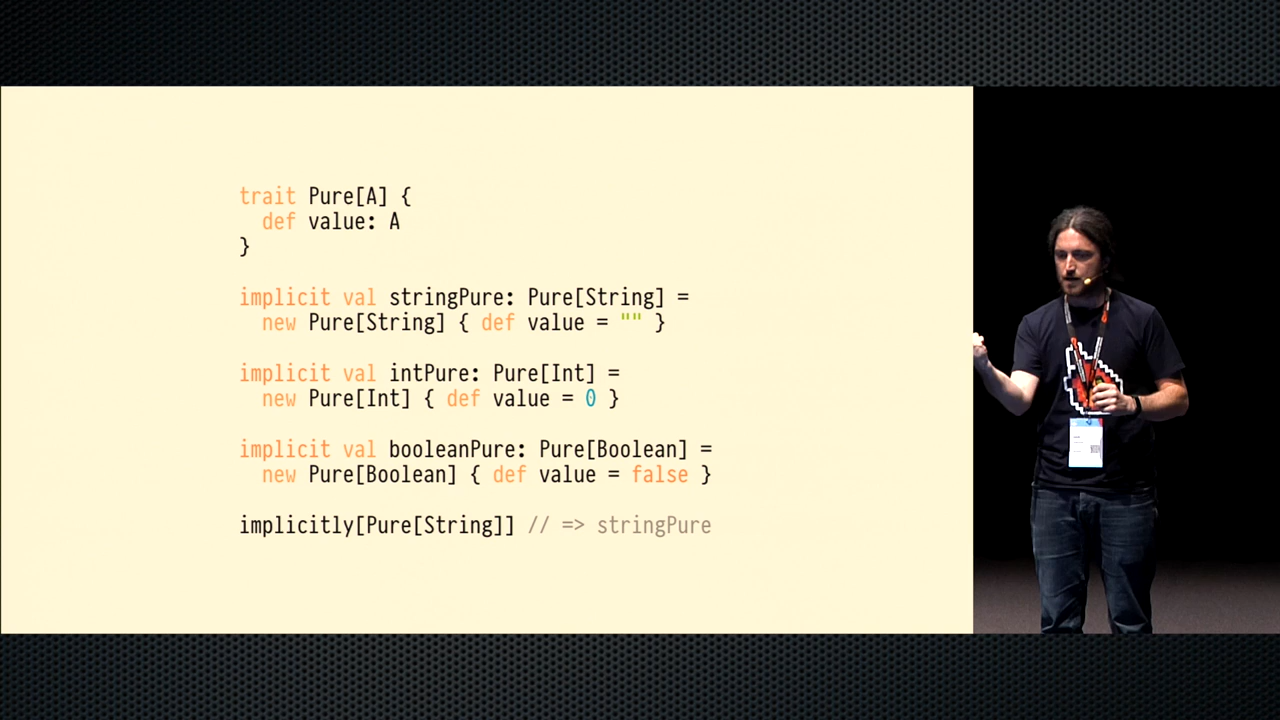 trait Pure[A] {
  def value: A
}
implicit val stringPure: Pure[String] =
  new Pure[String] { def value = "" }
implicit val intPure: Pure[Int] =
  new Pure[Int] { def value = 0 }
implicit val booleanPure: Pure[Boolean] =
  new Pure[Boolean] { def value = false }
implicitly[Pure[String]] // => stringPure